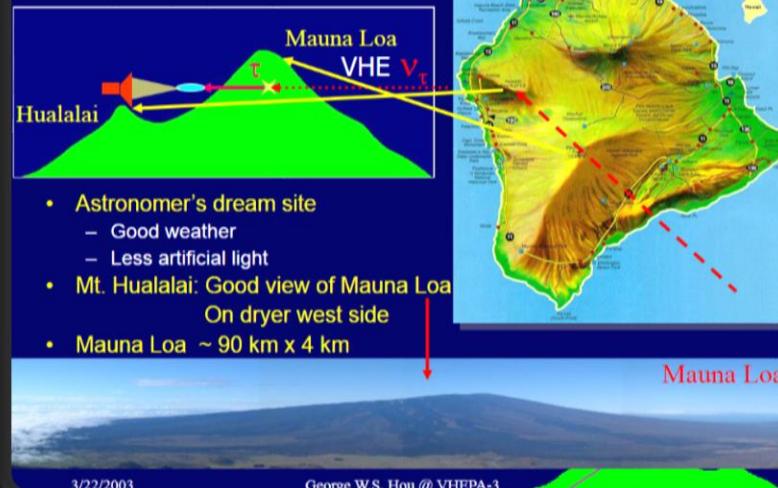 Mauna Loa
τ
VHE ντ
Hualalai
• Astronomer's dream site
– Good weather
– Less artificial light
• Mt. Hualalai: Good view of Mauna Loa
On dryer west side
• Mauna Loa ~ 90 km x 4 km
Mauna Loa
3/22/2003
George W.S. Hou @ VHEPA-3